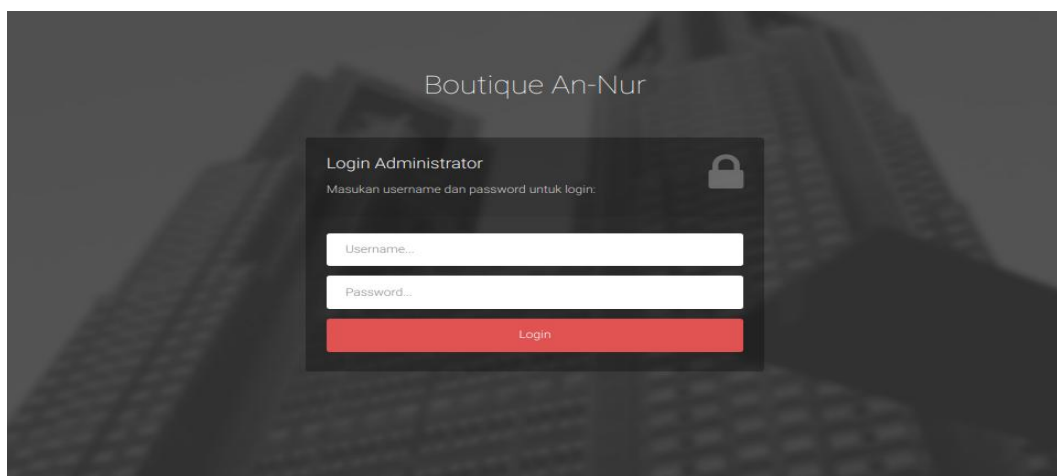 Boutique An-Nur
Login Administrator
Masukan username dan password untuk login:
Username...
Password...
Login